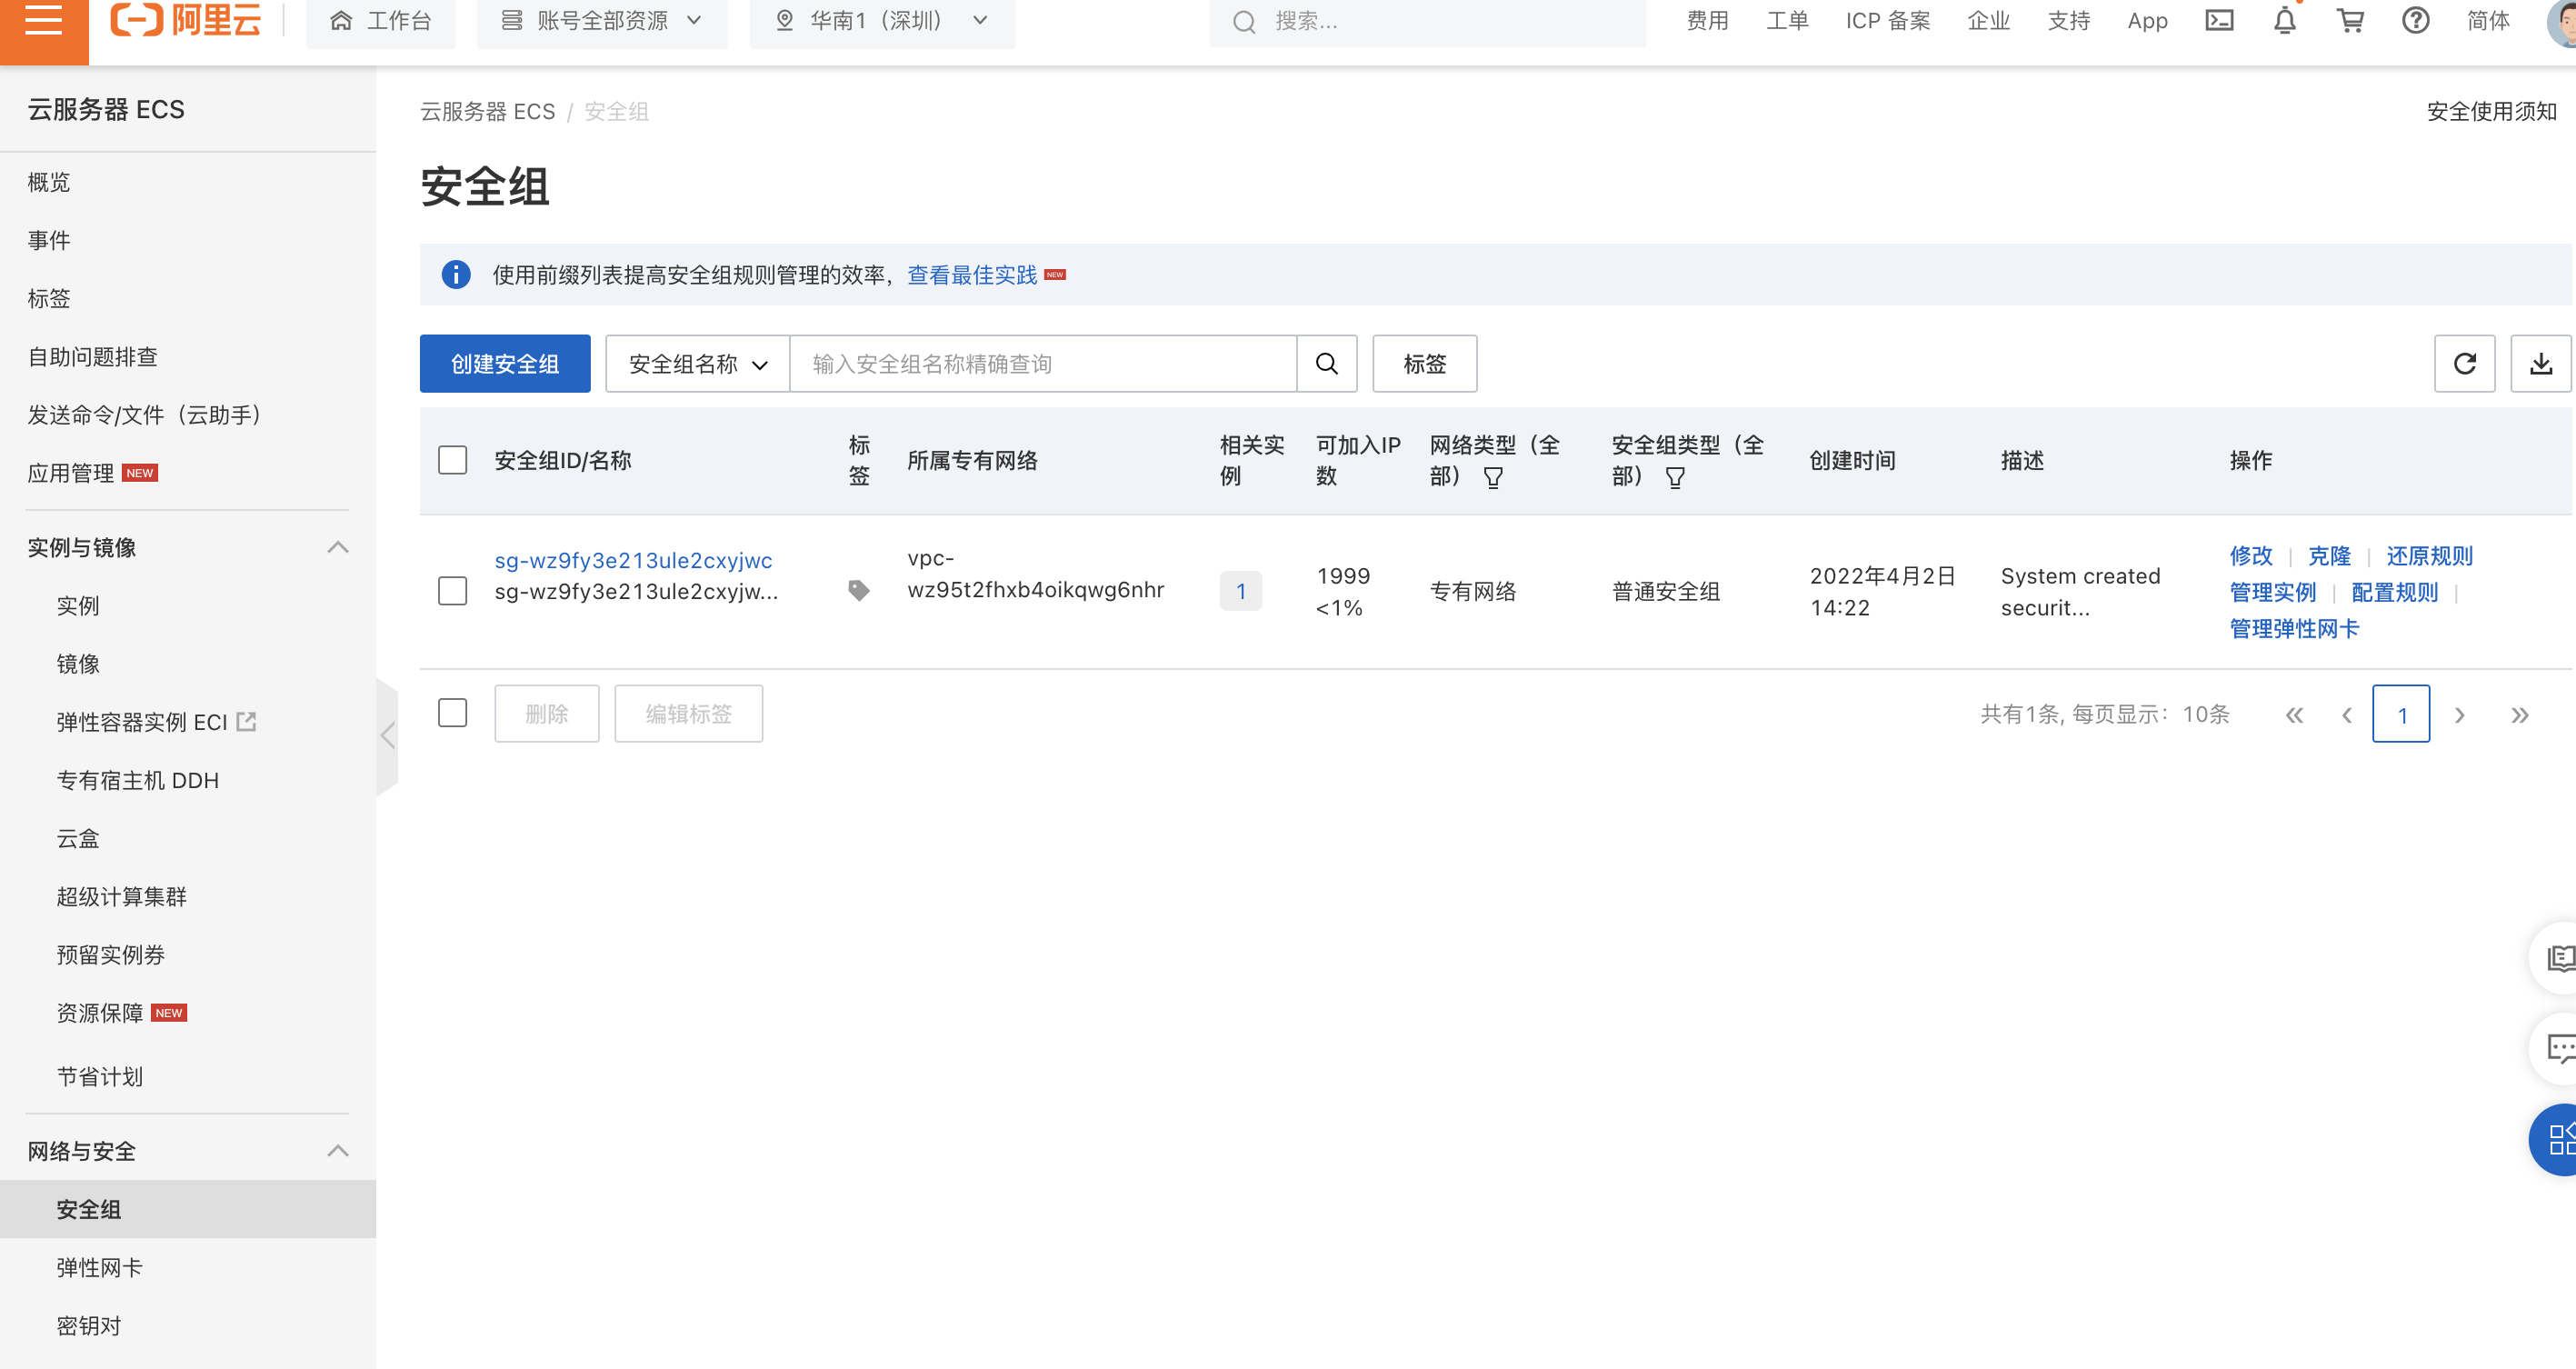 阿里云
工作台
账号全部资源
华南1（深圳）
搜索...
费用
工单
ICP 备案
企业
支持
App
简体
云服务器 ECS
概览
事件
标签
自助问题排查
发送命令/文件（云助手）
应用管理 NEW
实例与镜像
实例
镜像
弹性容器实例 ECI
专有宿主机 DDH
云盒
超级计算集群
预留实例券
资源保障 NEW
节省计划
网络与安全
安全组
弹性网卡
密钥对
云服务器 ECS / 安全组
安全使用须知
安全组
使用前缀列表提高安全组规则管理的效率，查看最佳实践 NEW
创建安全组
安全组名称
输入安全组名称精确查询
标签
安全组ID/名称
标
签
所属专有网络
相关实
例
可加入IP
数
网络类型（全
部）
安全组类型（全
部）
创建时间
描述
操作
sg-wz9fy3e213ule2cxyjwc
sg-wz9fy3e213ule2cxyjw...
vpc-
wz95t2fhxb4oikqwg6nhr
1
1999
<1%
专有网络
普通安全组
2022年4月2日
14:22
System created
securit...
修改 | 克隆 | 还原规则
管理实例 | 配置规则 |
管理弹性网卡
删除
编辑标签
共有1条, 每页显示：10条
« ‹ 1 › »